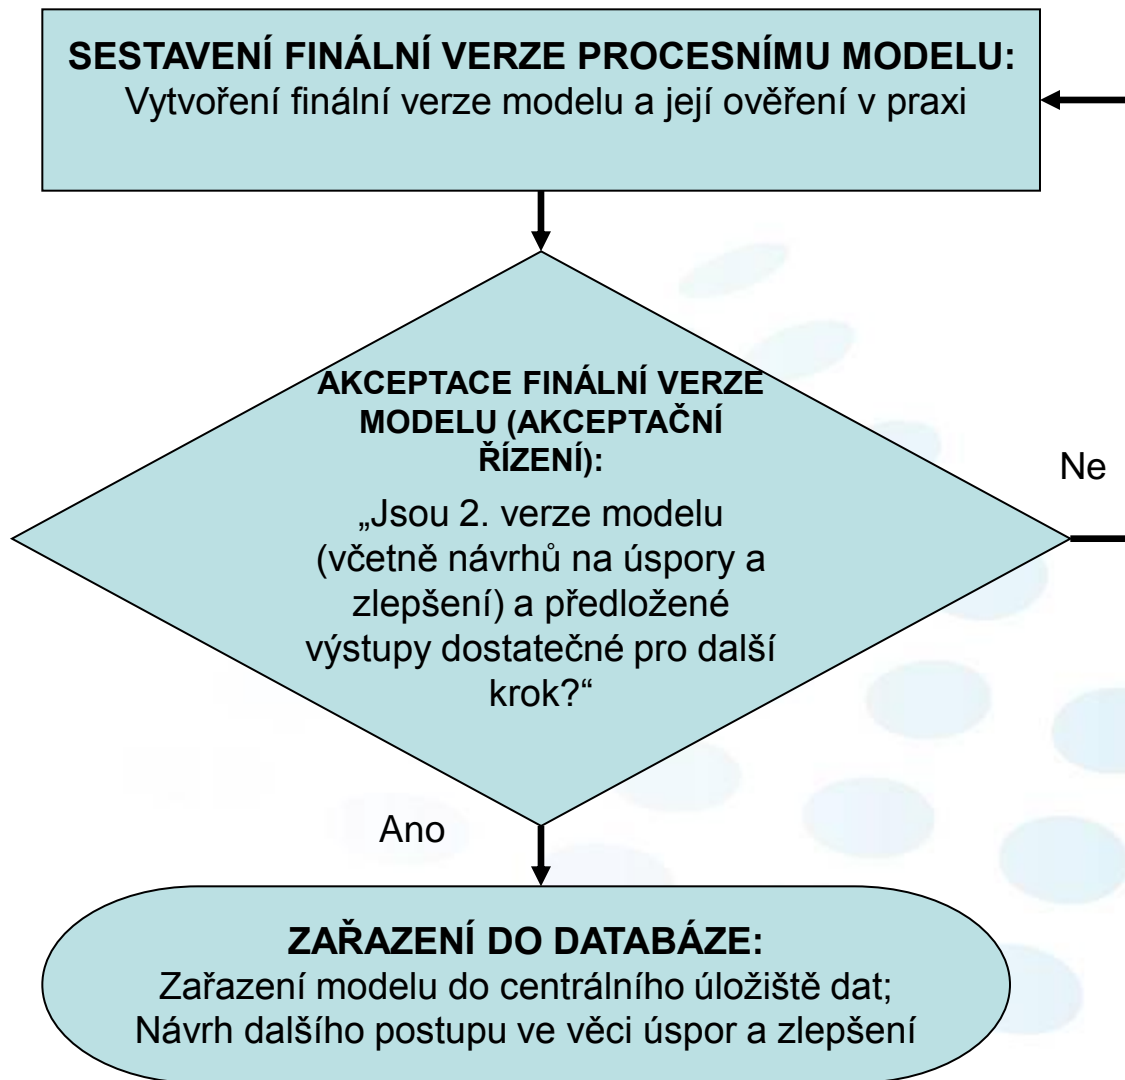 SESTAVENÍ FINÁLNÍ VERZE PROCESNÍMU MODELU:
Vytvoření finální verze modelu a její ověření v praxi
AKCEPTACE FINÁLNÍ VERZE
MODELU (AKCEPTAČNÍ
ŘÍZENÍ):
„Jsou 2. verze modelu
(včetně návrhů na úspory a
zlepšení) a předložené
výstupy dostatečné pro další
krok?“
Ne
Ano
ZAŘAZENÍ DO DATABÁZE:
Zařazení modelu do centrálního úložiště dat;
Návrh dalšího postupu ve věci úspor a zlepšení